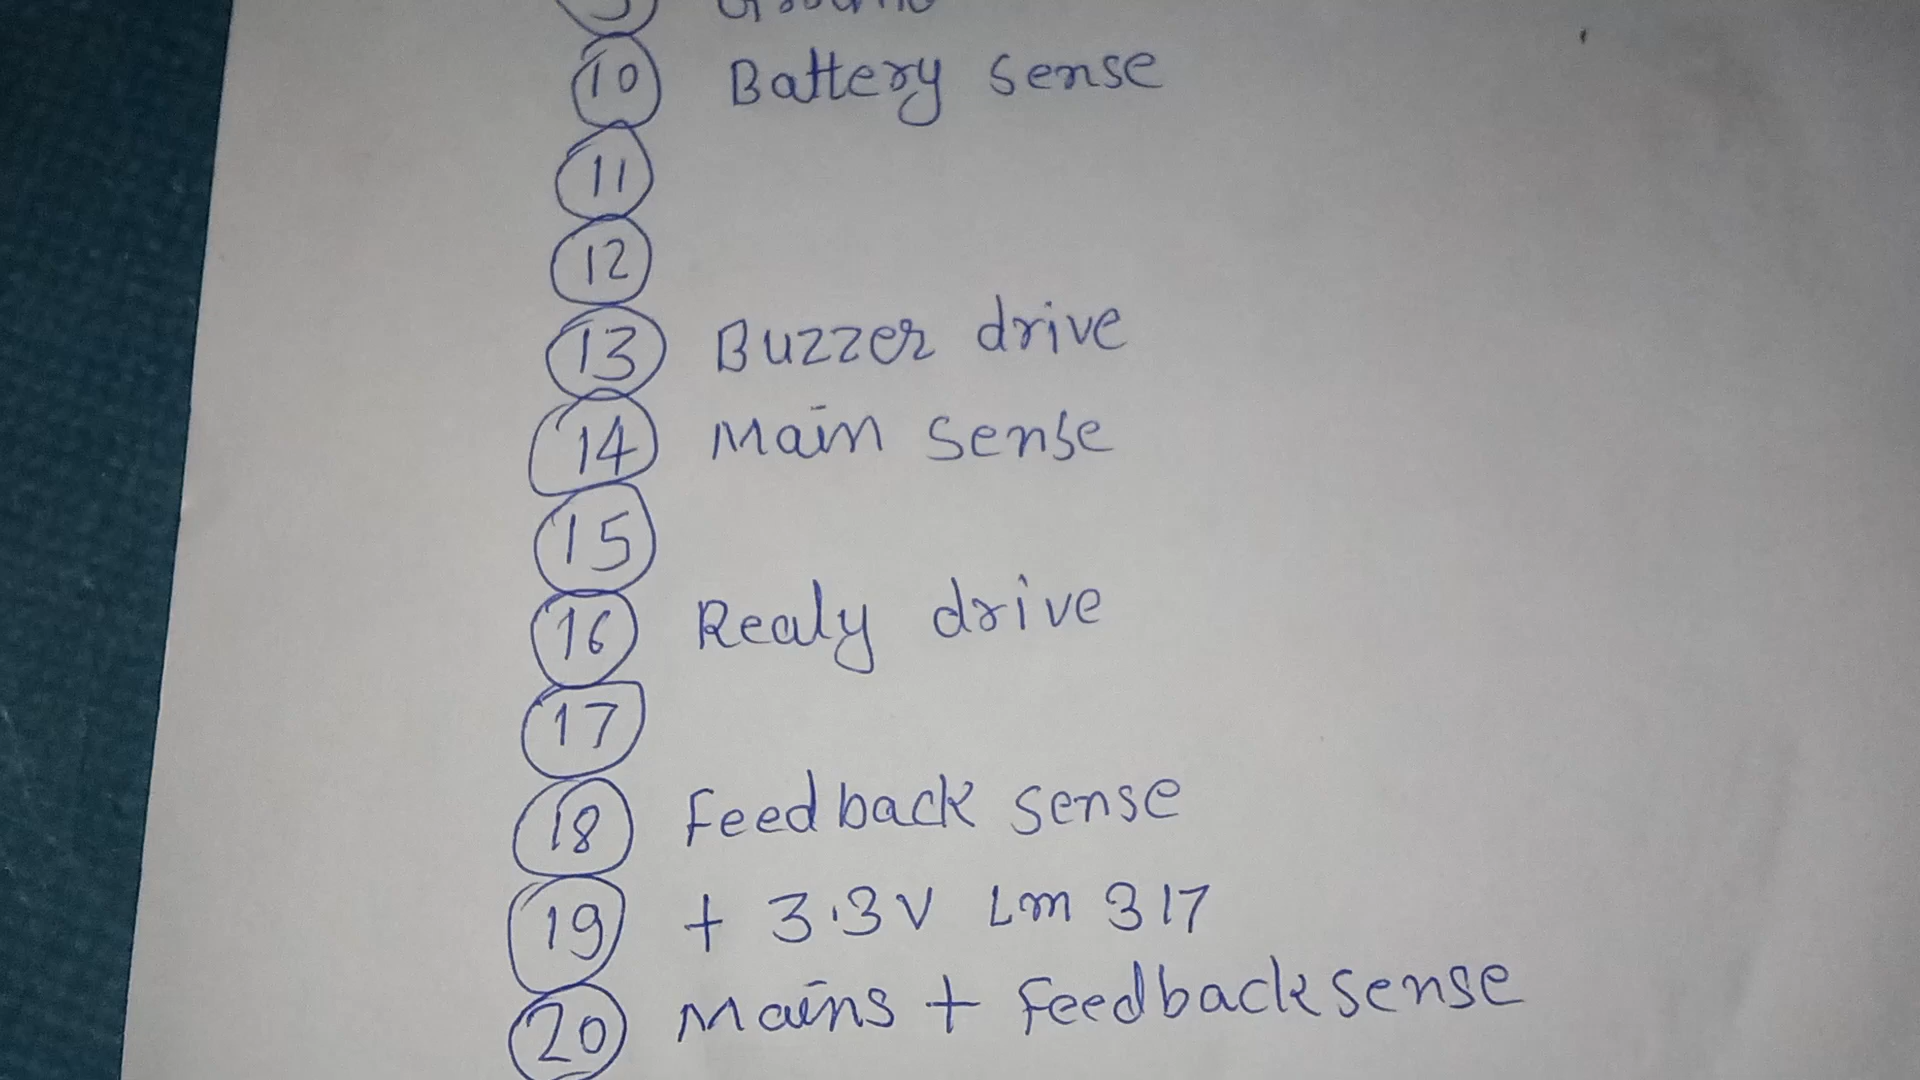 10 Battery sense
11
12
13 Buzzer drive
14 Main sense
15
16 Realy drive
17
18 Feedback sense
19 + 3.3V Lm 317
20 Mains + Feedback sense